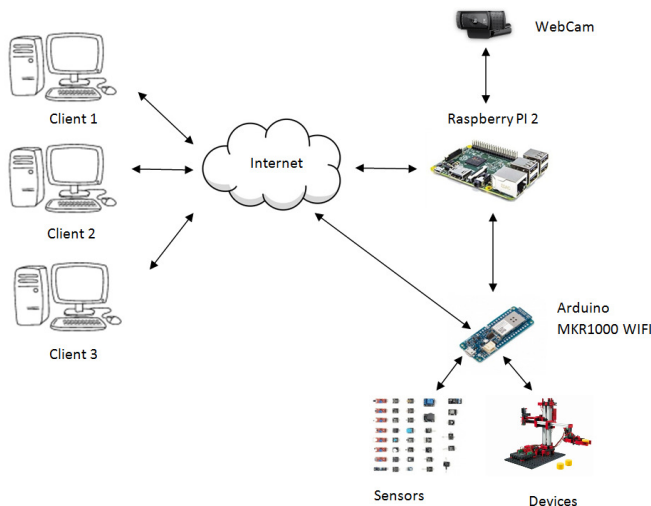 WebCam
Client 1
Raspberry PI 2
Internet
Client 2
Client 3
Arduino
MKR1000 WIFI
Sensors
Devices